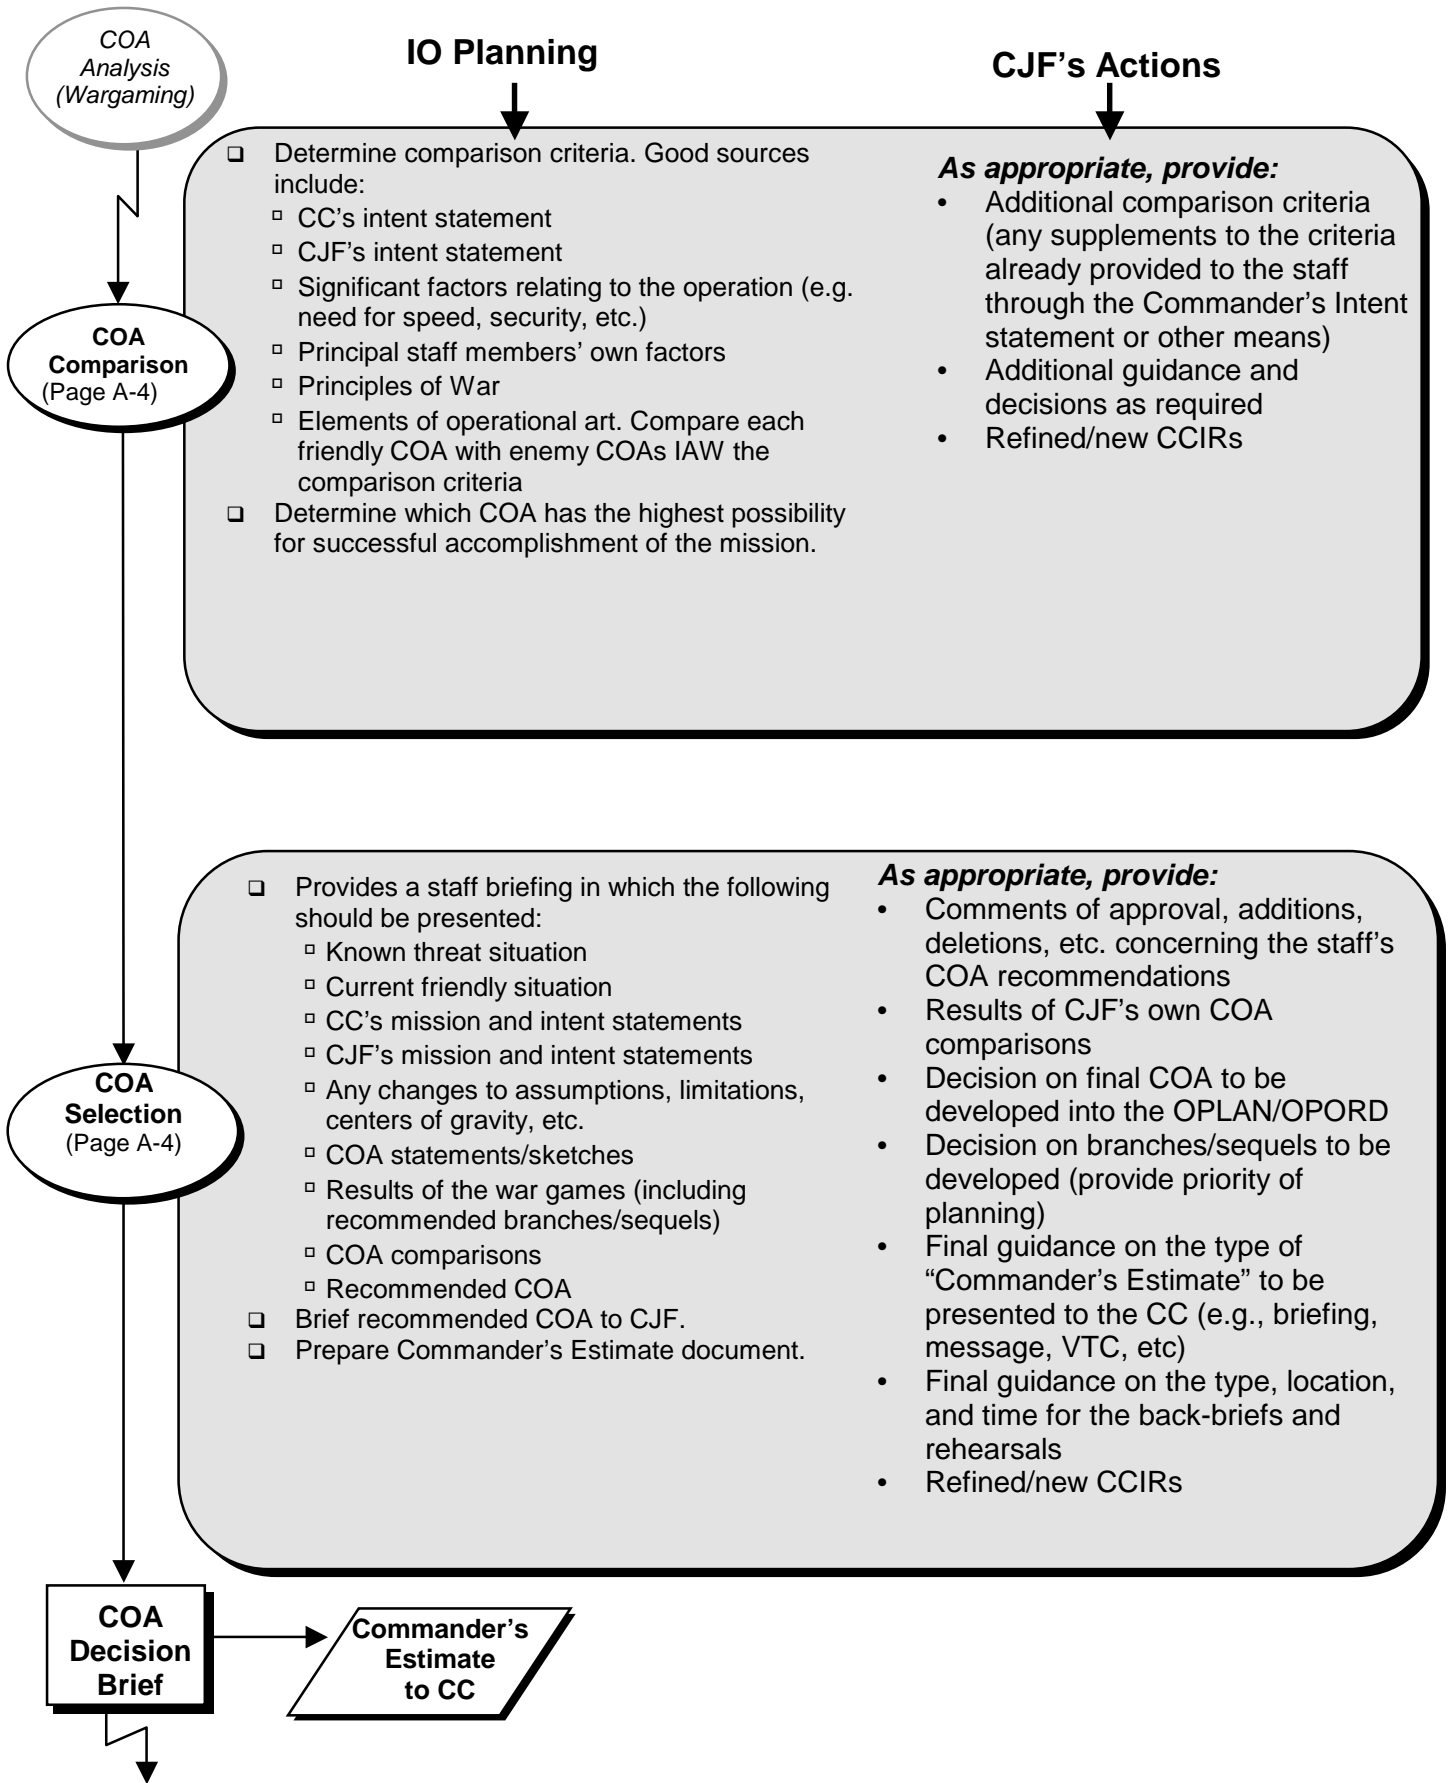 COA
Analysis
(Wargaming)
IO Planning
CJF's Actions
❑ Determine comparison criteria. Good sources
include:
▫ CC's intent statement
▫ CJF's intent statement
▫ Significant factors relating to the operation (e.g.
need for speed, security, etc.)
▫ Principal staff members' own factors
▫ Principles of War
▫ Elements of operational art. Compare each
friendly COA with enemy COAs IAW the
comparison criteria
❑ Determine which COA has the highest possibility
for successful accomplishment of the mission.
As appropriate, provide:
• Additional comparison criteria
(any supplements to the criteria
already provided to the staff
through the Commander's Intent
statement or other means)
• Additional guidance and
decisions as required
• Refined/new CCIRs
COA
Comparison
(Page A-4)
❑ Provides a staff briefing in which the following
should be presented:
▫ Known threat situation
▫ Current friendly situation
▫ CC's mission and intent statements
▫ CJF's mission and intent statements
▫ Any changes to assumptions, limitations,
centers of gravity, etc.
▫ COA statements/sketches
▫ Results of the war games (including
recommended branches/sequels)
▫ COA comparisons
▫ Recommended COA
❑ Brief recommended COA to CJF.
❑ Prepare Commander's Estimate document.
As appropriate, provide:
• Comments of approval, additions,
deletions, etc. concerning the staff's
COA recommendations
• Results of CJF's own COA
comparisons
• Decision on final COA to be
developed into the OPLAN/OPORD
• Decision on branches/sequels to be
developed (provide priority of
planning)
• Final guidance on the type of
“Commander's Estimate” to be
presented to the CC (e.g., briefing,
message, VTC, etc)
• Final guidance on the type, location,
and time for the back-briefs and
rehearsals
• Refined/new CCIRs
COA
Selection
(Page A-4)
COA
Decision
Brief
Commander's
Estimate
to CC